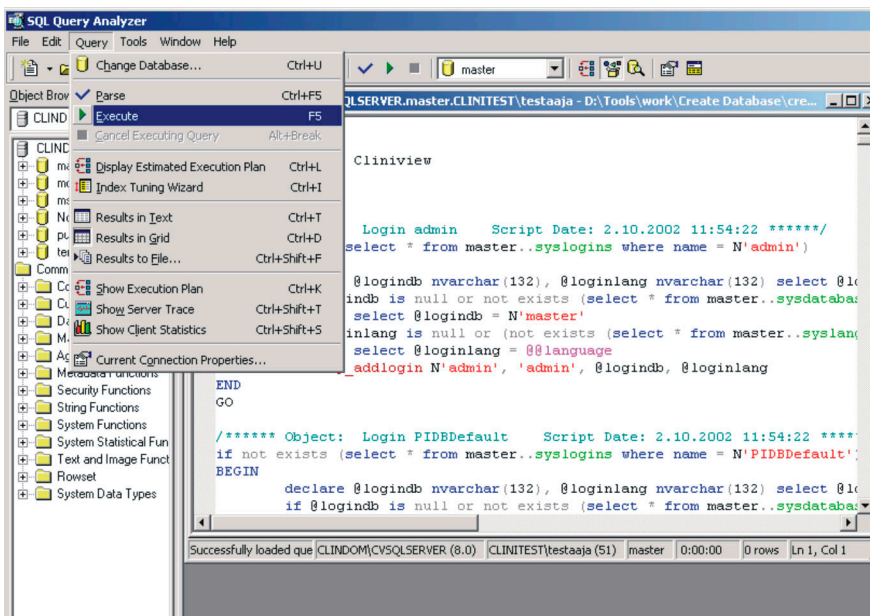 SQL Query Analyzer
File Edit Query Tools Window Help
Change Database... Ctrl+U
master
Object Brow
Parse Ctrl+F5
QLSERVER.master.CLINITEST\testaaja - D:\Tools\work\Create Database\cre...
Execute F5
CLIND
Cancel Executing Query Alt+Break
CLIND
Cliniview
Display Estimated Execution Plan Ctrl+L
Index Tuning Wizard Ctrl+I
Results in Text Ctrl+T
Login admin Script Date: 2.10.2002 11:54:22 ******/
Results in Grid Ctrl+D
select * from master..syslogins where name = N'admin')
Results to File... Ctrl+Shift+F
Comm
@logindb nvarchar(132), @loginlang nvarchar(132) select @lo
Show Execution Plan Ctrl+K
indb is null or not exists (select * from master..sysdatabas
Show Server Trace Ctrl+Shift+T
select @logindb = N'master'
Show Client Statistics Ctrl+Shift+S
inlang is null or (not exists (select * from master..syslang
select @loginlang = @@language
Current Connection Properties...
_addlogin N'admin', 'admin', @logindb, @loginlang
Metadata Functions
END
Security Functions
GO
String Functions
System Functions
/****** Object: Login PIDBDefault Script Date: 2.10.2002 11:54:22 ****
System Statistical Fun
if not exists (select * from master..syslogins where name = N'PIDBDefault')
Text and Image Funct
BEGIN
Rowset
declare @logindb nvarchar(132), @loginlang nvarchar(132) select @lo
System Data Types
if @logindb is null or not exists (select * from master..sysdatabas
Successfully loaded que CLINDOM\CVSQLSERVER (8.0) CLINITEST\testaaja (51) master 0:00:00 0 rows Ln 1, Col 1